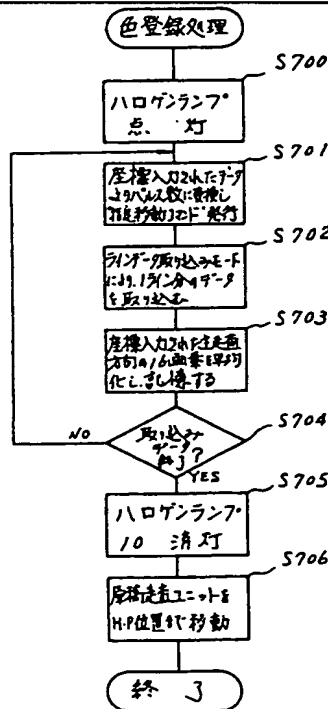 色登録処理
S700
ハロゲンランプ
点 灯
S701
座標入力されたデータ
よりパルス数に変換し
指定移動コマンド発行
S702
ラインデータ取り込みモード
により、1ライン分のデータ
を取り込む
S703
座標入力された主走査
方向の16画素を平均
化し、記憶する
S704
取り込み
データ
終了?
NO
YES
S705
ハロゲンランプ
10 消灯
S706
原稿走査ユニットを
H.P位置まで移動
終 了